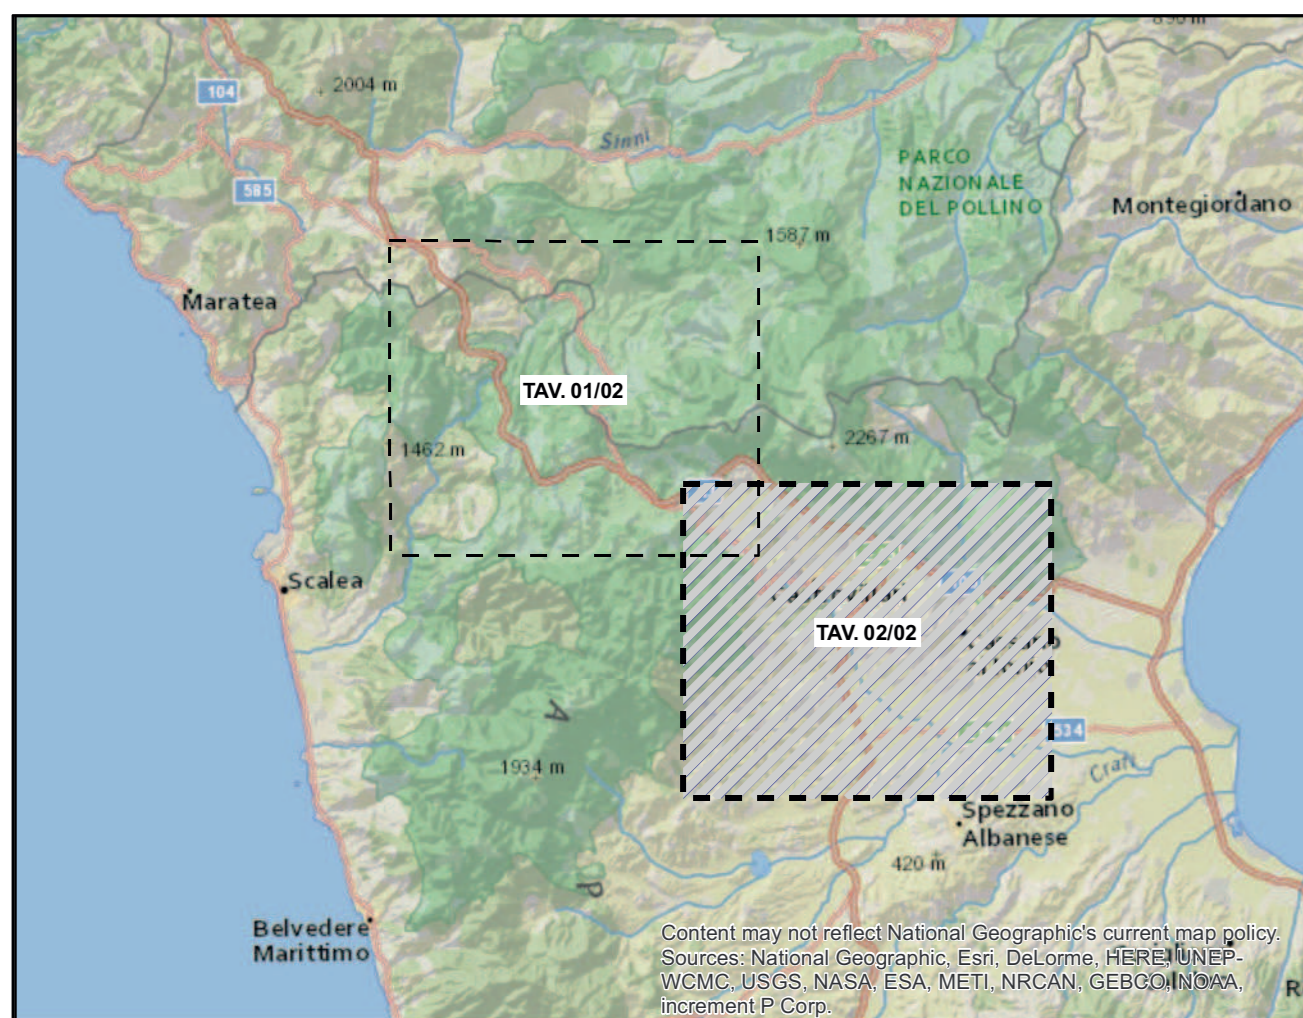 890 m
2004 m
104
Sinni
PARCO
NAZIONALE
DEL POLLINO
585
Montegiordano
1587 m
Maratea
TAV. 01/02
2267 m
1462 m
Scalea
TAV. 02/02
A
534
Crati
1934 m
Spezzano
Albanese
420 m
P
Belvedere
Marittimo
Content may not reflect National Geographic's current map policy.
Sources: National Geographic, Esri, DeLorme, HERE, UNEP-
WCMC, USGS, NASA, ESA, METI, NRCAN, GEBCO, NOAA,
increment P Corp.
R